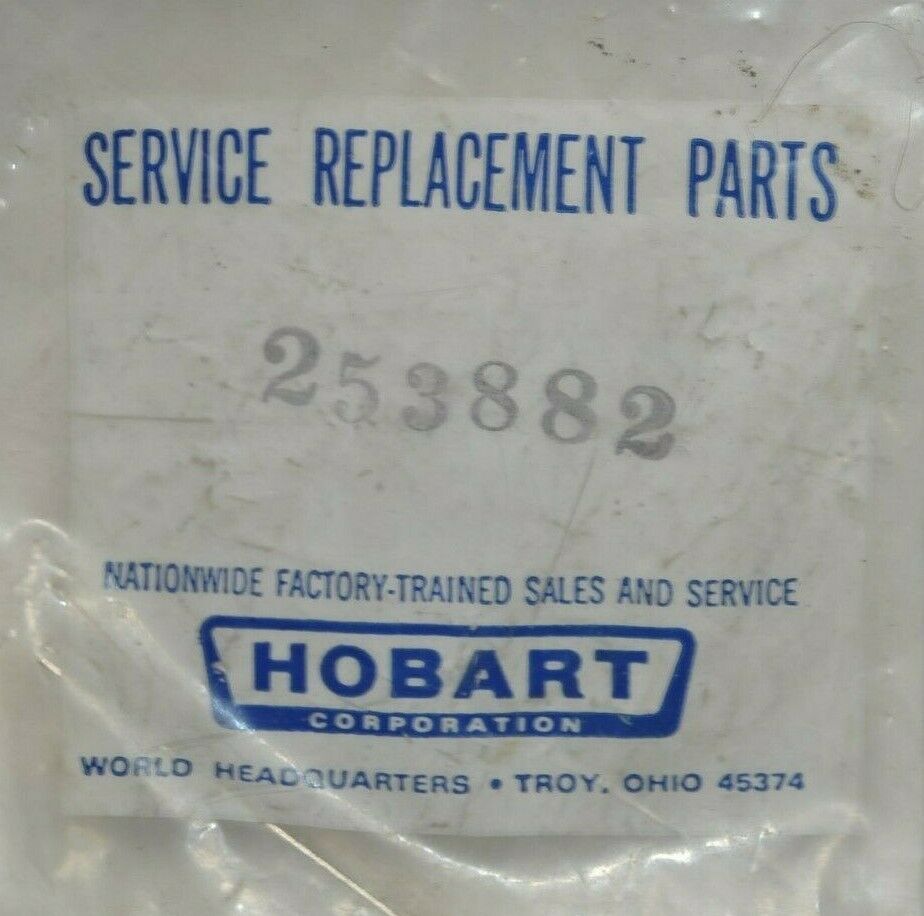 SERVICE REPLACEMENT PARTS
253882
NATIONWIDE FACTORY-TRAINED SALES AND SERVICE
HOBART
CORPORATION
WORLD HEADQUARTERS • TROY, OHIO 45374